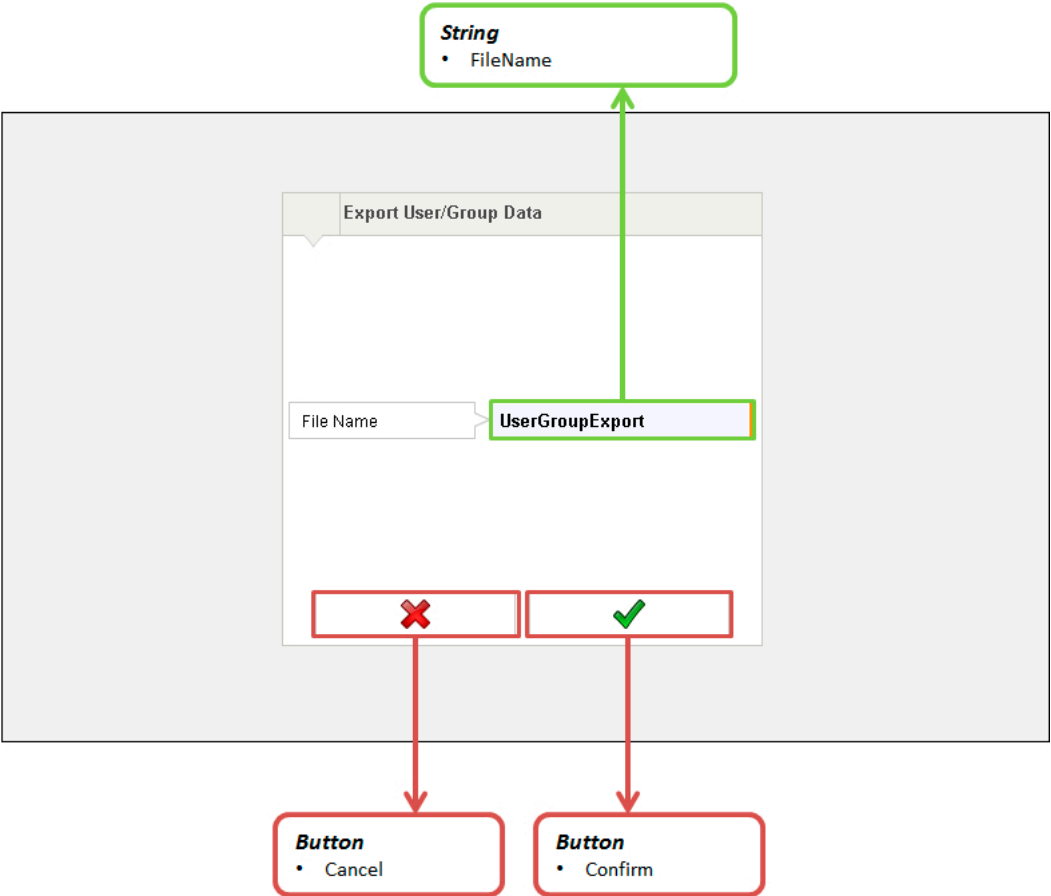 String
• FileName
Export User/Group Data
File Name
UserGroupExport
Button
• Cancel
Button
• Confirm